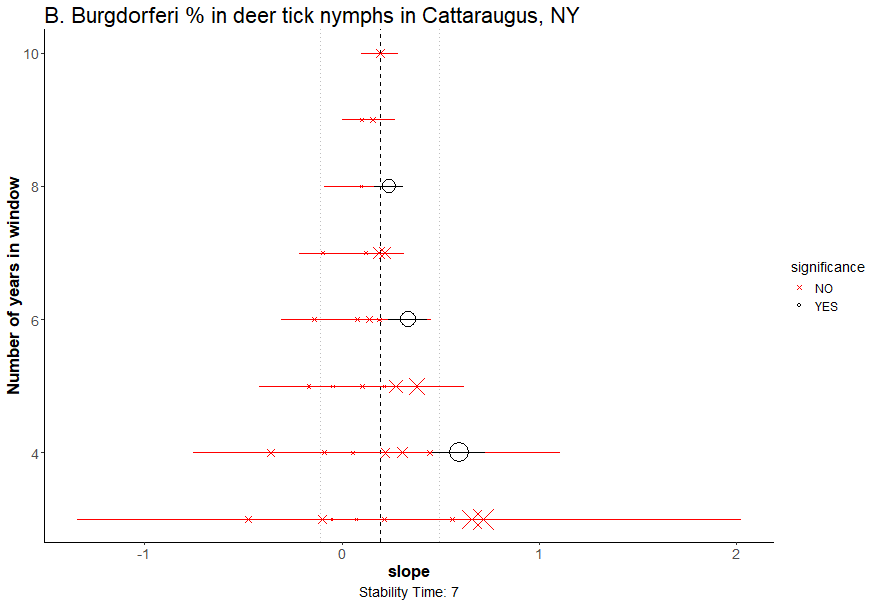 B. Burgdorferi % in deer tick nymphs in Cattaraugus, NY
10
8
6
4
Number of years in window
-1
0
1
2
slope
Stability Time: 7
significance
NO
YES